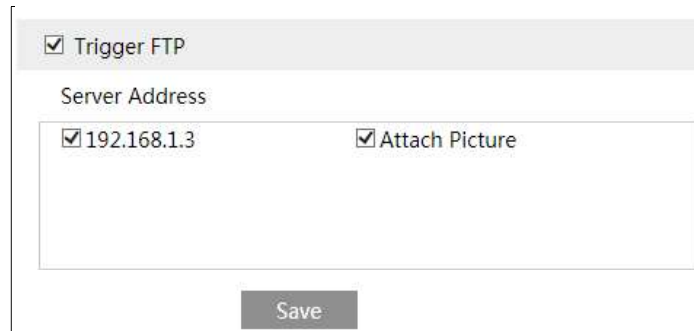 Trigger FTP
Server Address
192.168.1.3 Attach Picture
Save